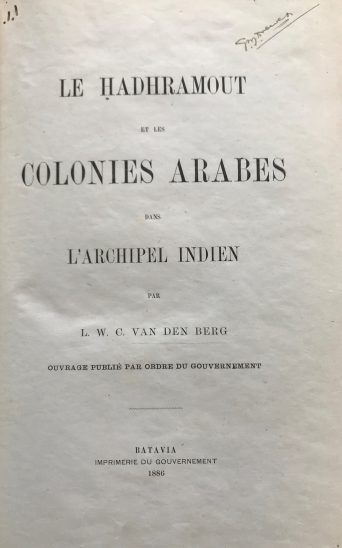 LE HADHRAMOUT
ET LES
COLONIES ARABES
DANS
L'ARCHIPEL INDIEN
PAR
L. W. C. VAN DEN BERG
OUVRAGE PUBLIÉ PAR ORDRE DU GOUVERNEMENT
BATAVIA
IMPRIMERIE DU GOUVERNEMENT
1886